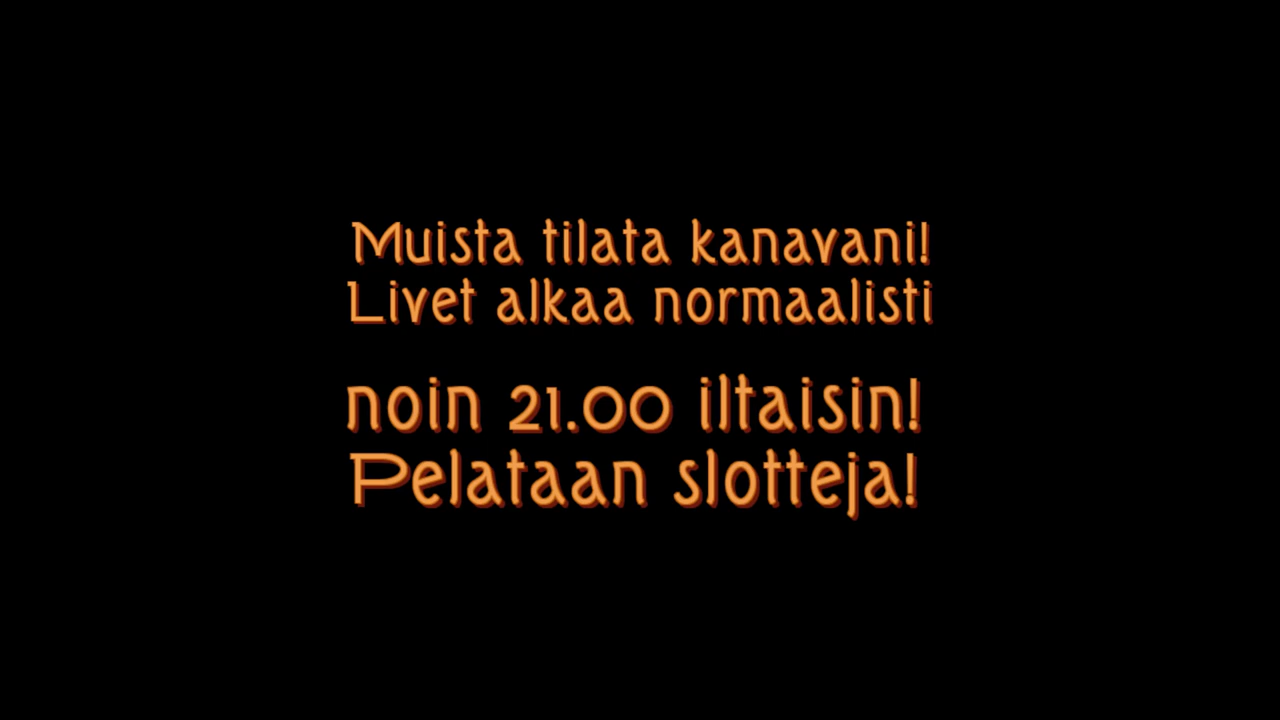 Muista tilata kanavani!
Livet alkaa normaalisti
noin 21.00 iltaisin!
Pelataan slotteja!